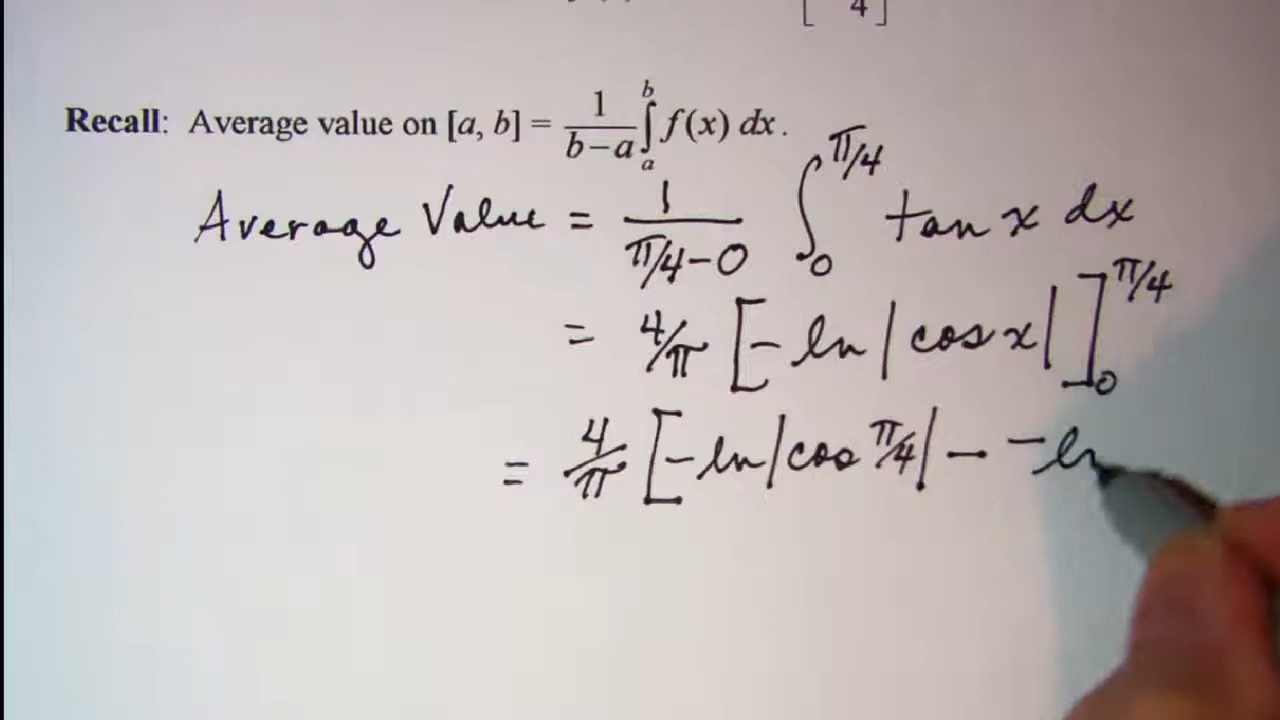 [ 4 ]
Recall: Average value on [a, b] = 1/(b−a) ∫_a^b f(x) dx.
Average Value = 1/(π/4−0) ∫_0^{π/4} tan x dx
= 4/π [−ln |cos x|]_0^{π/4}
= 4/π [−ln |cos π/4| − −ln